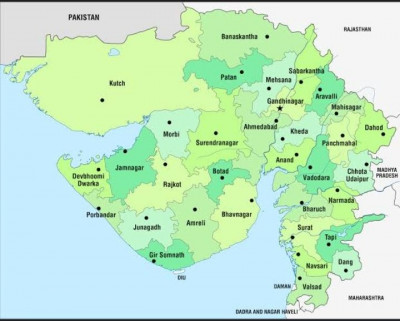 PAKISTAN
RAJASTHAN
Banaskantha
Patan
Mehsana
Sabarkantha
Aravalli
Kutch
Gandhinagar
Mahisagar
Morbi
Ahmedabad
Kheda
Dahod
Surendranagar
Panchmahal
Jamnagar
Anand
Devbhoomi
Dwarka
Rajkot
Botad
Vadodara
Chhota
Udaipur
MADHYA
PRADESH
Porbandar
Junagadh
Amreli
Bhavnagar
Narmada
Bharuch
Surat
Gir Somnath
Tapi
DIU
Navsari
Dang
DAMAN
Valsad
MAHARASHTRA
DADRA AND NAGAR HAVELI